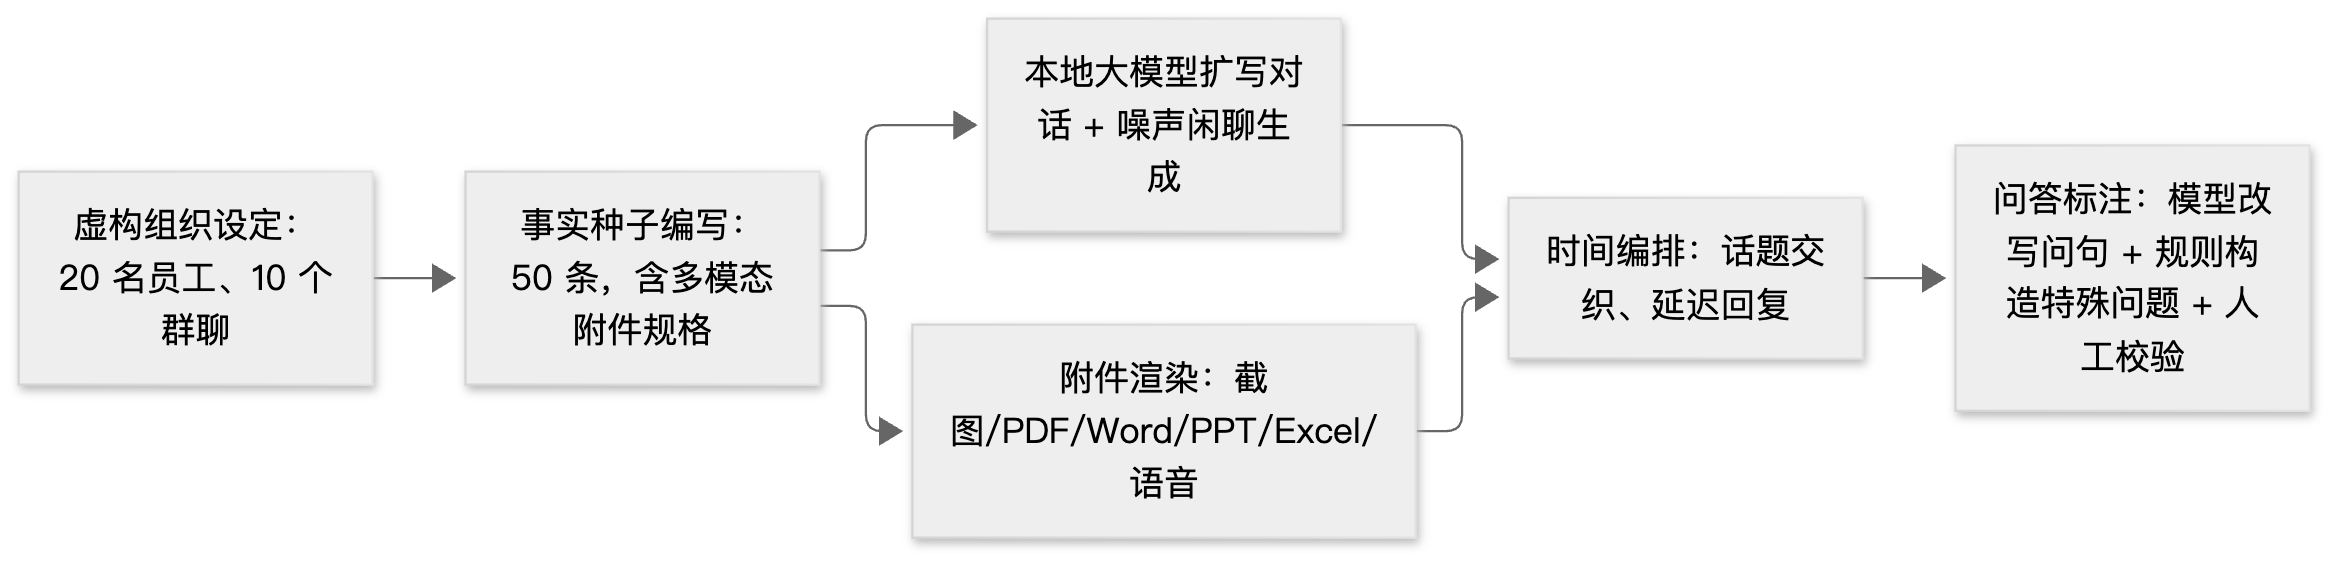 虚构组织设定：
20 名员工、10 个
群聊
事实种子编写：
50 条，含多模态
附件规格
本地大模型扩写对
话 + 噪声闲聊生
成
附件渲染：截
图/PDF/Word/PPT/Excel/
语音
时间编排：话题交
织、延迟回复
问答标注：模型改
写问句 + 规则构
造特殊问题 + 人
工校验